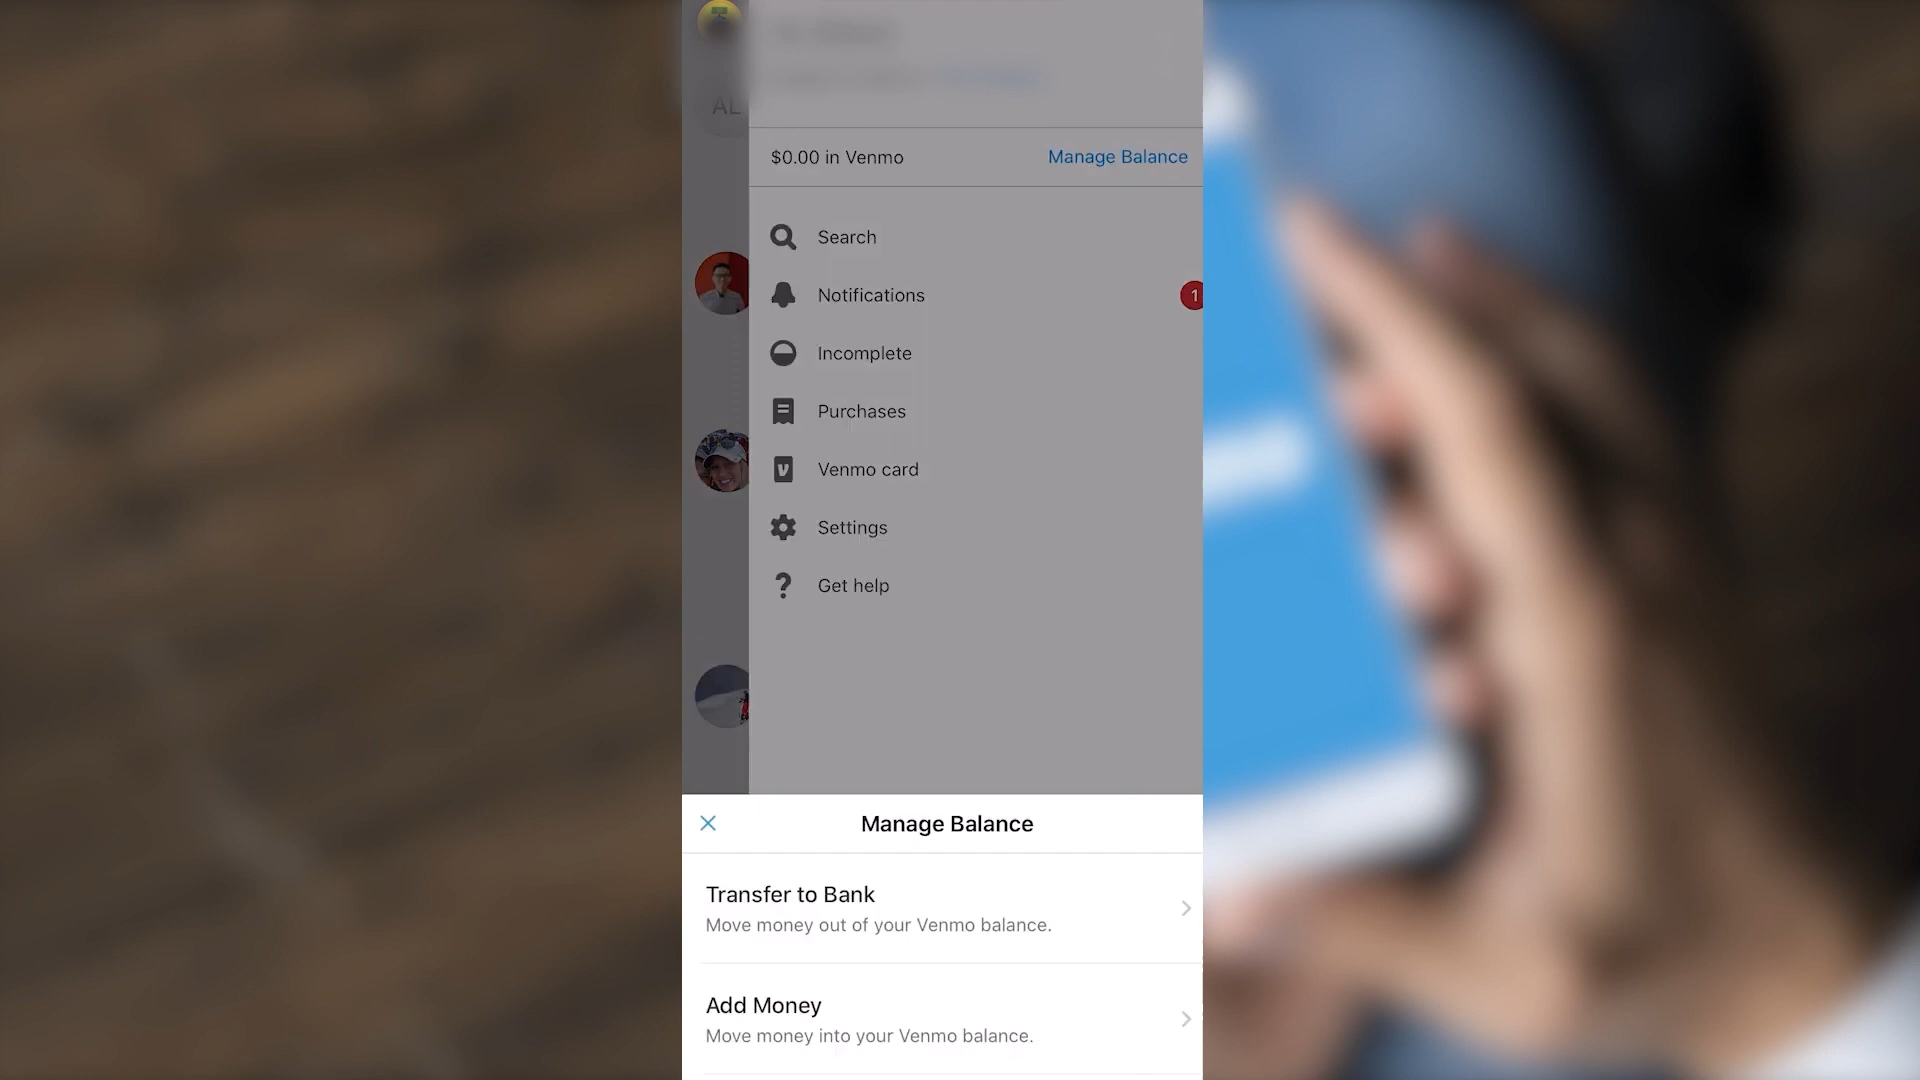 AL
$0.00 in Venmo Manage Balance
Search
Notifications 1
Incomplete
Purchases
Venmo card
Settings
Get help
Manage Balance
Transfer to Bank
Move money out of your Venmo balance.
Add Money
Move money into your Venmo balance.